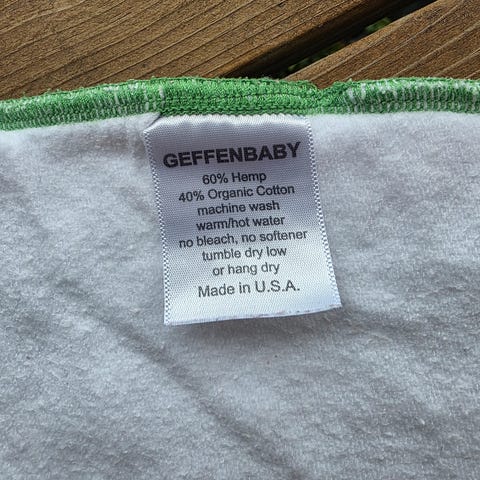 GEFFENBABY
60% Hemp
40% Organic Cotton
machine wash
warm/hot water
no bleach, no softener
tumble dry low
or hang dry
Made in U.S.A.